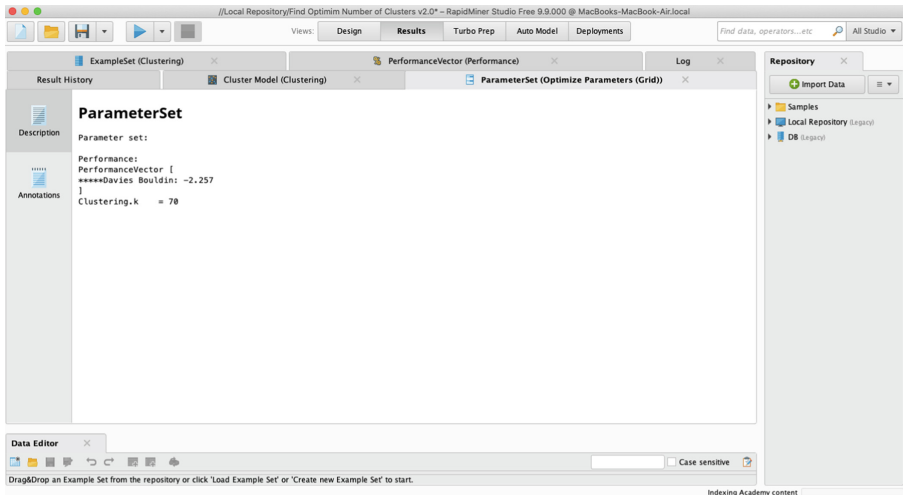 //Local Repository/Find Optimim Number of Clusters v2.0* – RapidMiner Studio Free 9.9.000 @ MacBooks-MacBook-Air.local
Views: Design Results Turbo Prep Auto Model Deployments
Find data, operators...etc
All Studio
ExampleSet (Clustering)
PerformanceVector (Performance)
Log
Result History
Cluster Model (Clustering)
ParameterSet (Optimize Parameters (Grid))
Description
Annotations
ParameterSet
Parameter set:
Performance:
PerformanceVector [
*****Davies Bouldin: -2.257
]
Clustering.k = 70
Repository
Import Data
Samples
Local Repository (Legacy)
DB (Legacy)
Data Editor
Case sensitive
Drag&Drop an Example Set from the repository or click 'Load Example Set' or 'Create new Example Set' to start.
Indexing Academy content